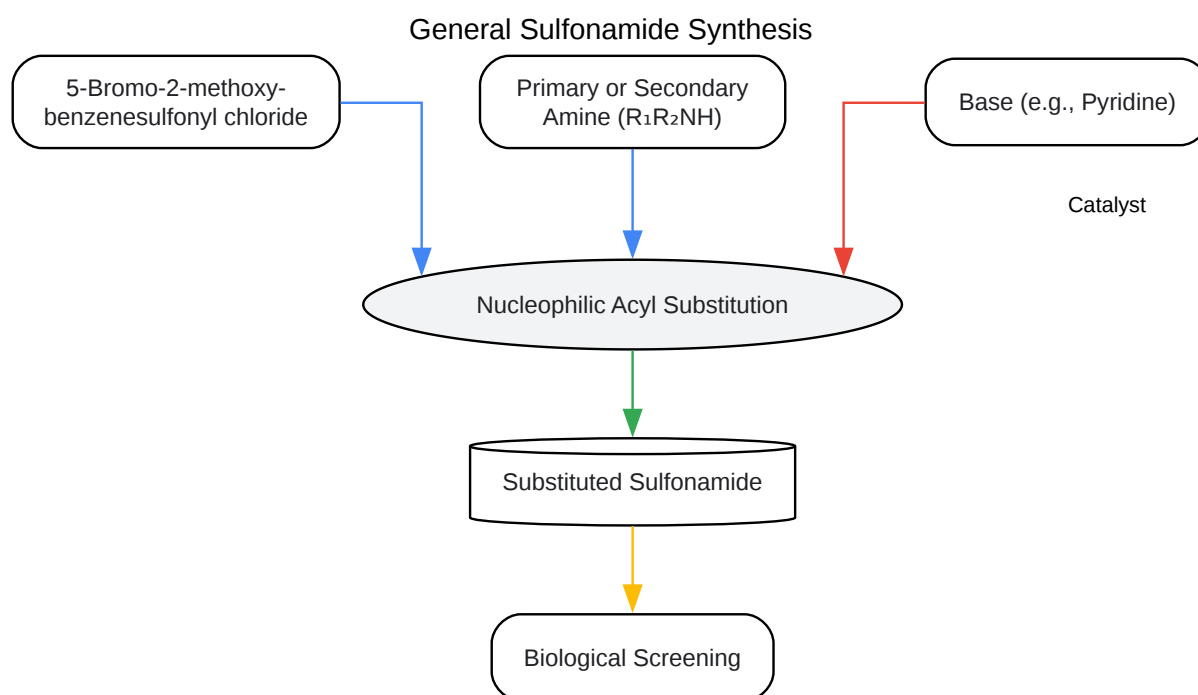 General Sulfonamide Synthesis
5-Bromo-2-methoxy-
benzenesulfonyl chloride
Primary or Secondary
Amine (R₁R₂NH)
Base (e.g., Pyridine)
Catalyst
Nucleophilic Acyl Substitution
Substituted Sulfonamide
Biological Screening